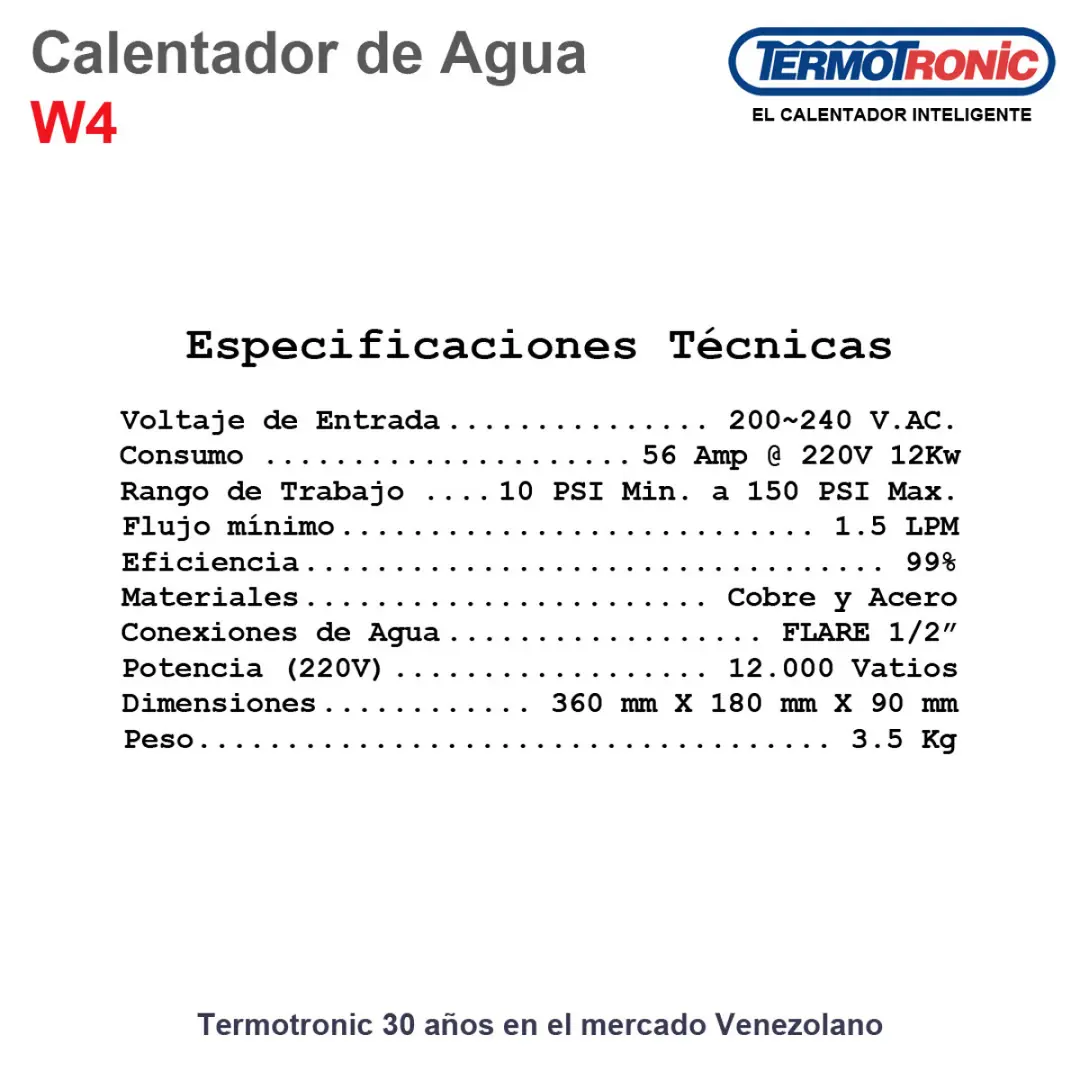 Calentador de Agua
W4
TERMOTRONIC
EL CALENTADOR INTELIGENTE
Especificaciones Técnicas
Voltaje de Entrada............... 200~240 V.AC.
Consumo ..................... 56 Amp @ 220V 12Kw
Rango de Trabajo ....10 PSI Min. a 150 PSI Max.
Flujo mínimo........................... 1.5 LPM
Eficiencia................................. 99%
Materiales....................... Cobre y Acero
Conexiones de Agua.................. FLARE 1/2”
Potencia (220V).................. 12.000 Vatios
Dimensiones............ 360 mm X 180 mm X 90 mm
Peso.................................... 3.5 Kg
Termotronic 30 años en el mercado Venezolano